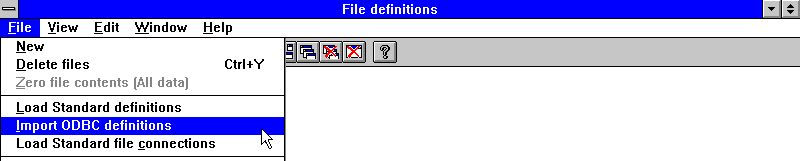 File definitions
File View Edit Window Help
New
Delete files Ctrl+Y
Zero file contents (All data)
Load Standard definitions
Import ODBC definitions
Load Standard file connections
?